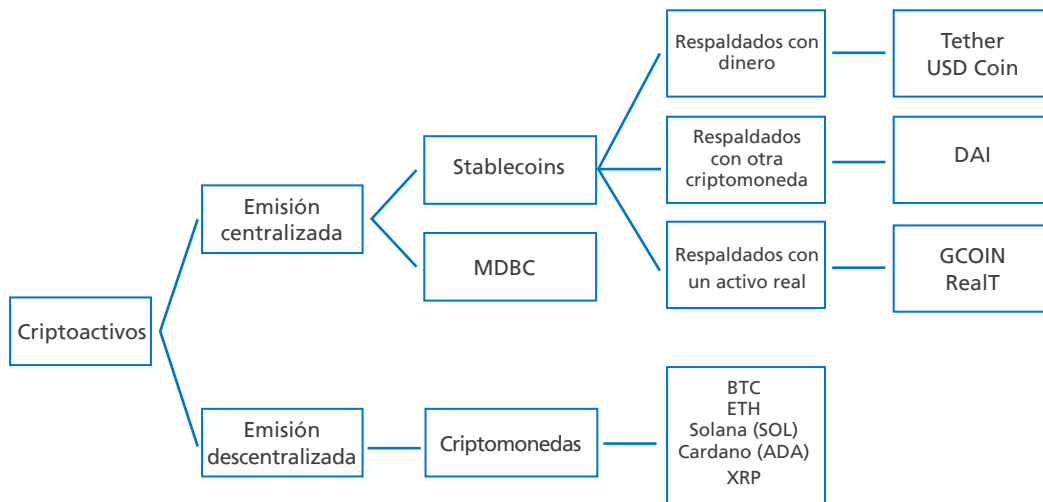 Criptoactivos
Emisión
centralizada
Stablecoins
Respaldados con
dinero
Tether
USD Coin
Respaldados
con otra
criptomoneda
DAI
Respaldados con
un activo real
GCOIN
RealT
MDBC
Emisión
descentralizada
Criptomonedas
BTC
ETH
Solana (SOL)
Cardano (ADA)
XRP